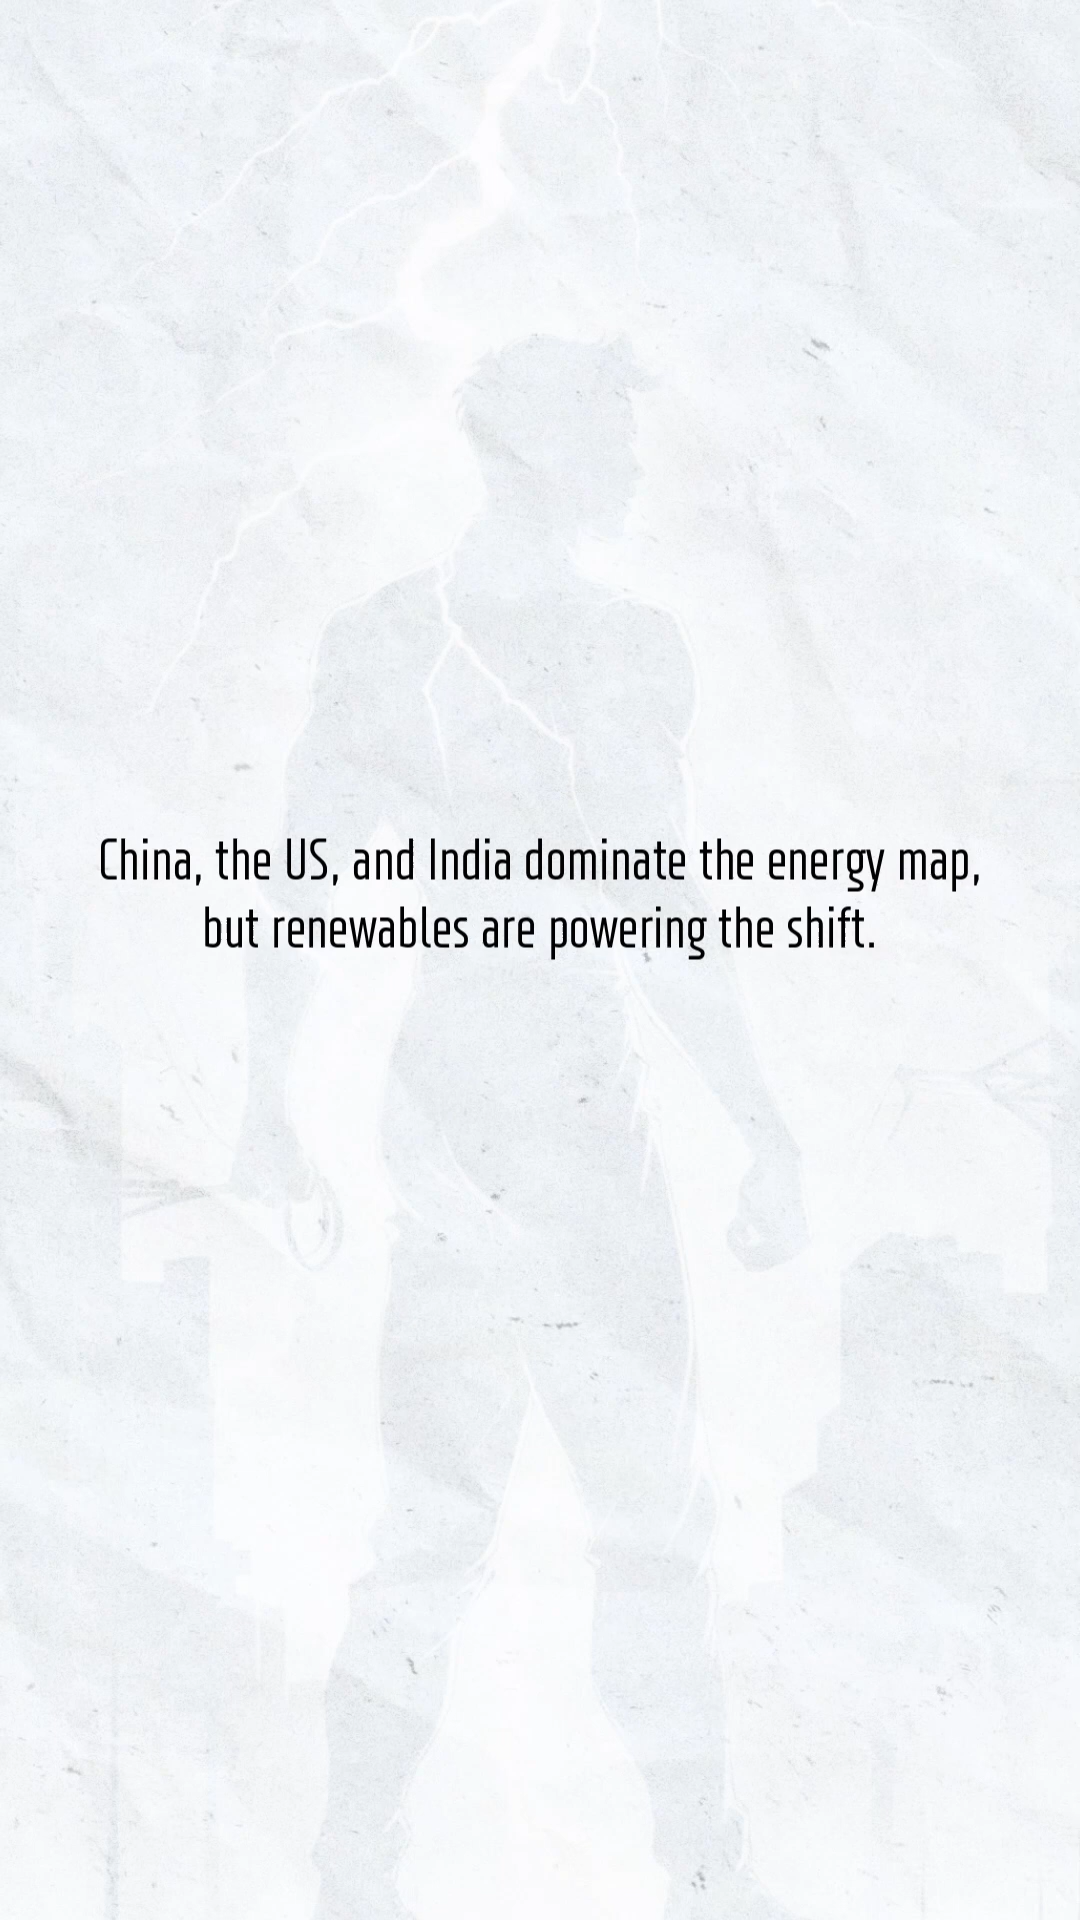 China, the US, and India dominate the energy map,
but renewables are powering the shift.